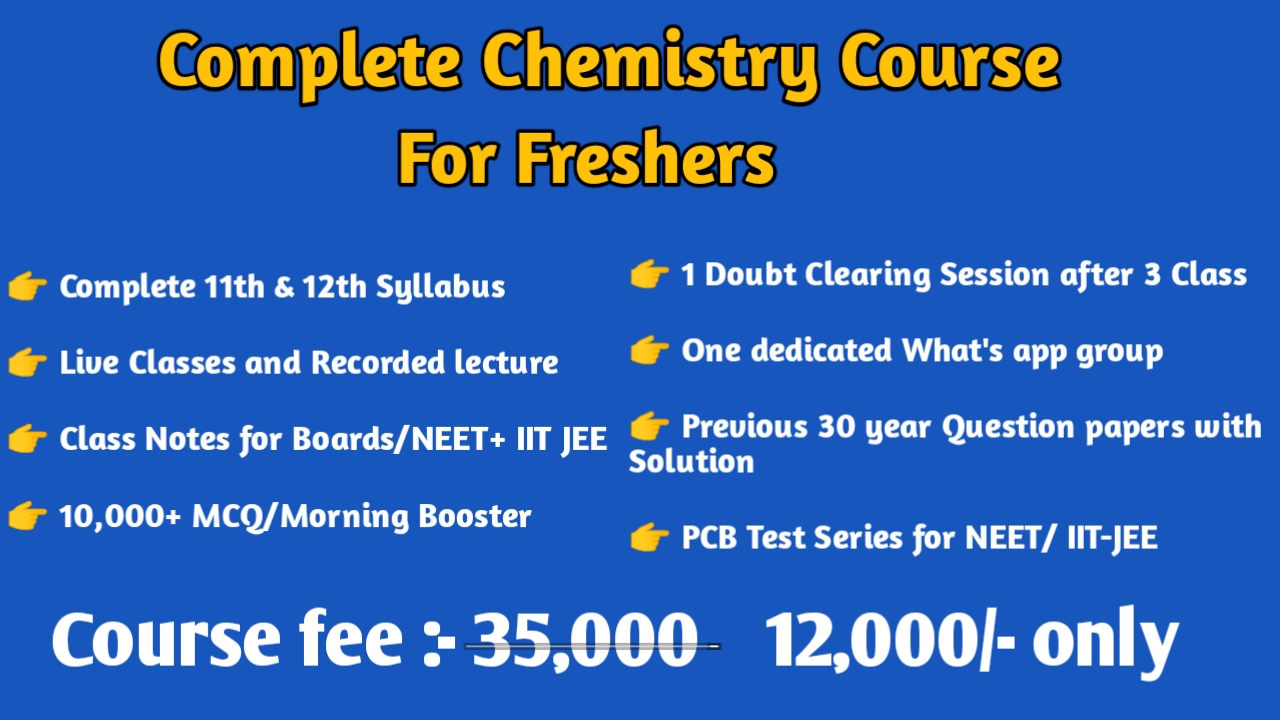 Complete Chemistry Course
For Freshers
👉 Complete 11th & 12th Syllabus
👉 Live Classes and Recorded lecture
👉 Class Notes for Boards/NEET+ IIT JEE
👉 10,000+ MCQ/Morning Booster
👉 1 Doubt Clearing Session after 3 Class
👉 One dedicated What's app group
👉 Previous 30 year Question papers with
Solution
👉 PCB Test Series for NEET/ IIT-JEE
Course fee :- 35,000 12,000/- only